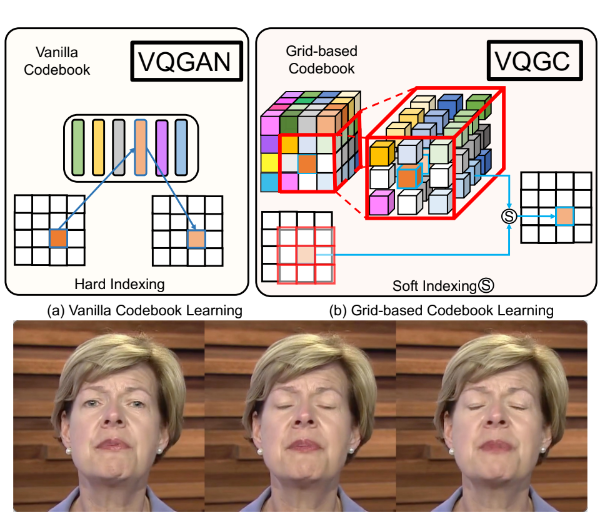 Vanilla
Codebook
VQGAN
Hard Indexing
Grid-based
Codebook
VQGC
S
Soft Indexing S
(a) Vanilla Codebook Learning
(b) Grid-based Codebook Learning